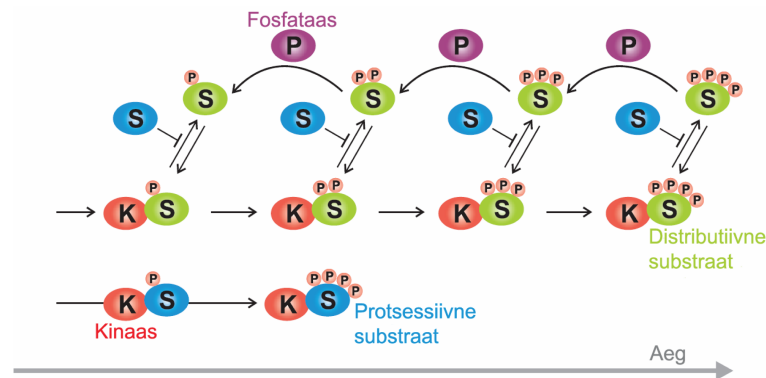 Fosfataas
P P P
P P P P P P P P P P
S S S S
S S S S
P P P P P P P P P P
K S K S K S K S
Distributiivne
substraat
P P P P P
K S K S
Protsessiivne
substraat
Kinaas
Aeg